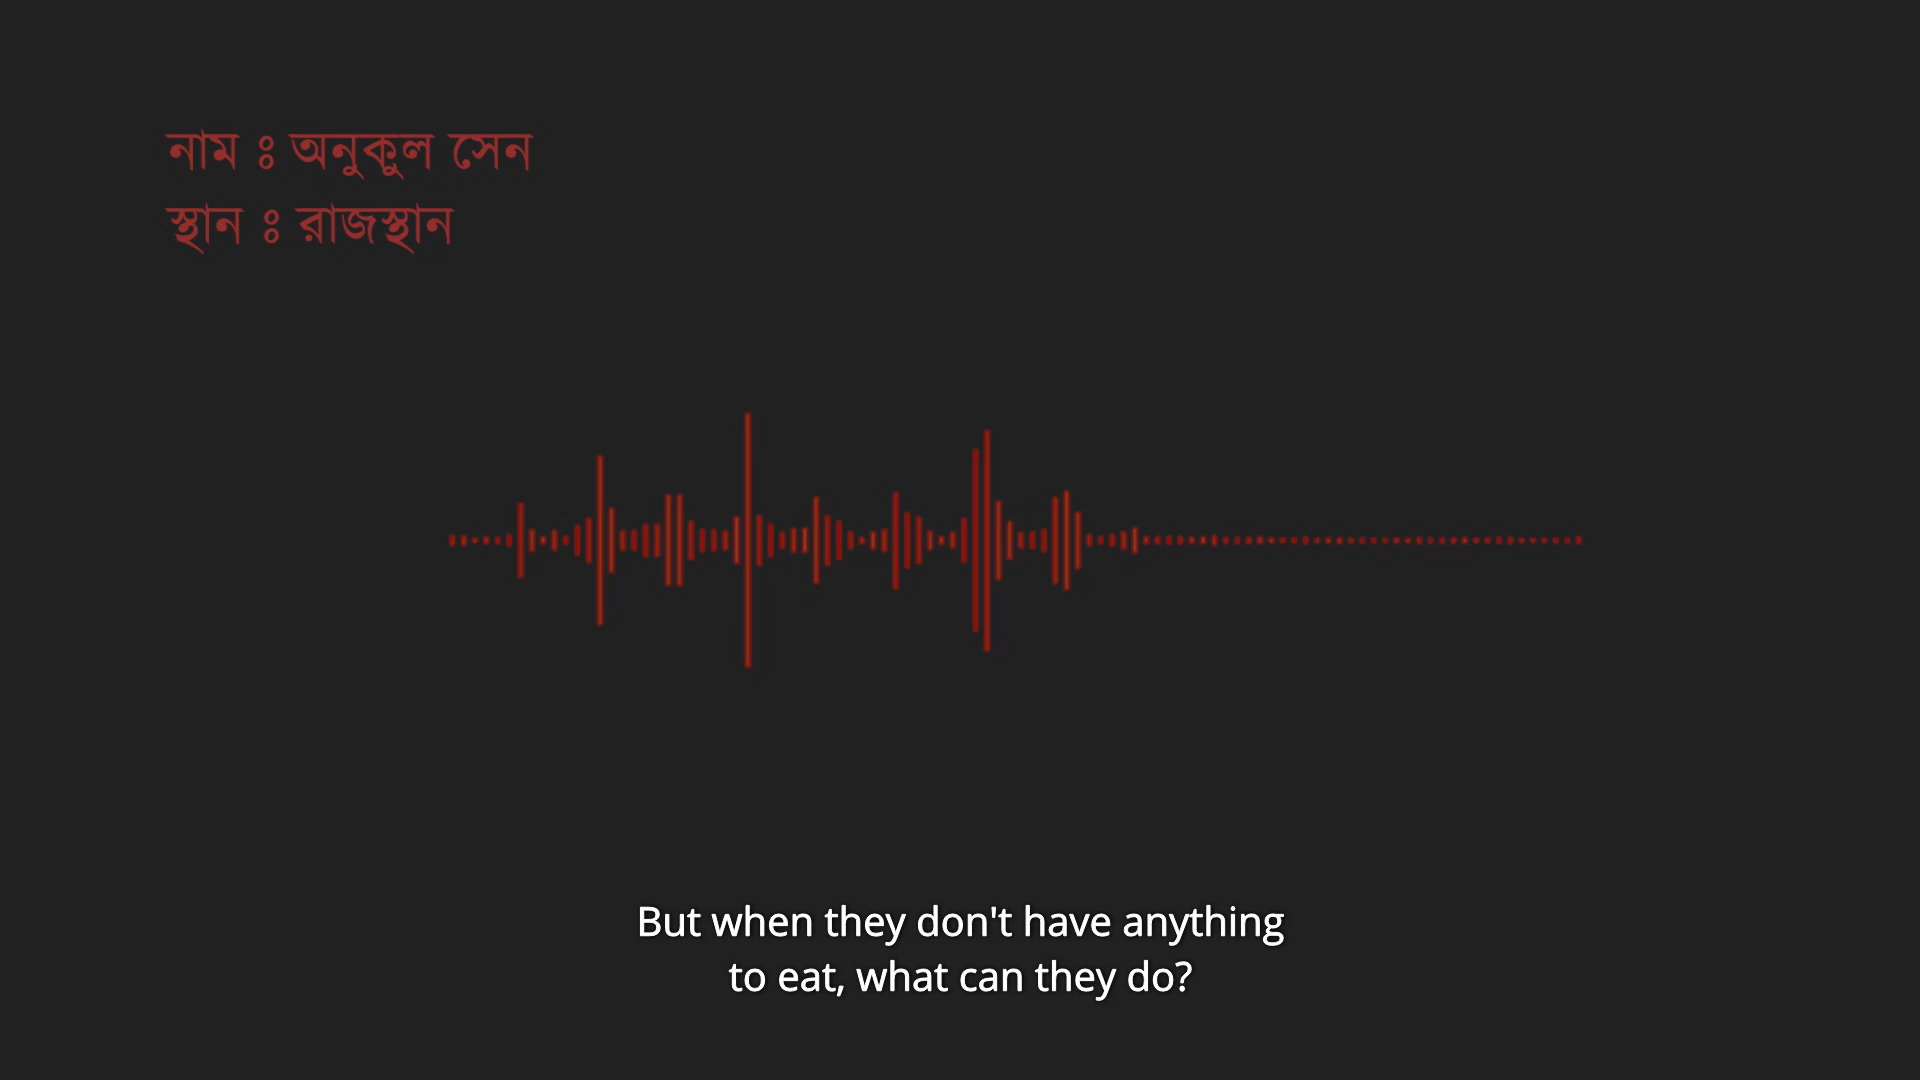 নাম ঃ অনুকুল সেন
স্থান ঃ রাজস্থান
But when they don't have anything
to eat, what can they do?